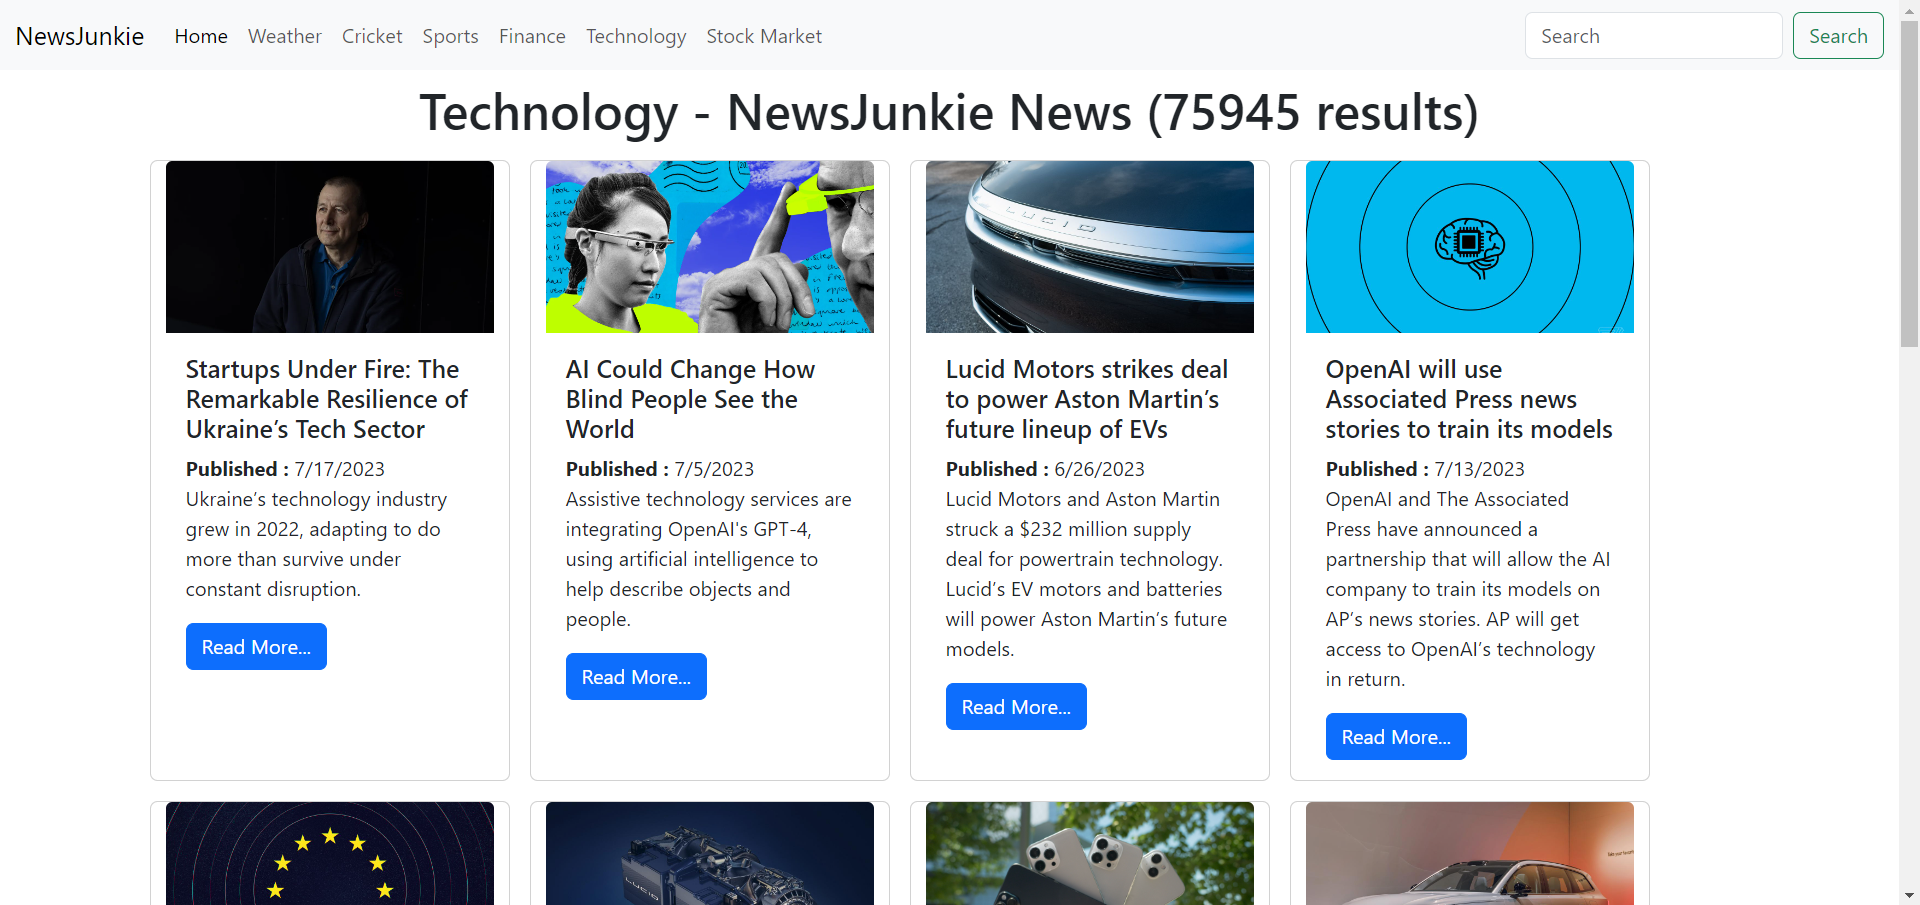 NewsJunkie Home Weather Cricket Sports Finance Technology Stock Market Search Search
Technology - NewsJunkie News (75945 results)
LUCID
Startups Under Fire: The
Remarkable Resilience of
Ukraine’s Tech Sector
Published : 7/17/2023
Ukraine’s technology industry
grew in 2022, adapting to do
more than survive under
constant disruption.
Read More...
AI Could Change How
Blind People See the
World
Published : 7/5/2023
Assistive technology services are
integrating OpenAI's GPT-4,
using artificial intelligence to
help describe objects and
people.
Read More...
Lucid Motors strikes deal
to power Aston Martin’s
future lineup of EVs
Published : 6/26/2023
Lucid Motors and Aston Martin
struck a $232 million supply
deal for powertrain technology.
Lucid’s EV motors and batteries
will power Aston Martin’s future
models.
Read More...
OpenAI will use
Associated Press news
stories to train its models
Published : 7/13/2023
OpenAI and The Associated
Press have announced a
partnership that will allow the AI
company to train its models on
AP’s news stories. AP will get
access to OpenAI’s technology
in return.
Read More...
LUCID